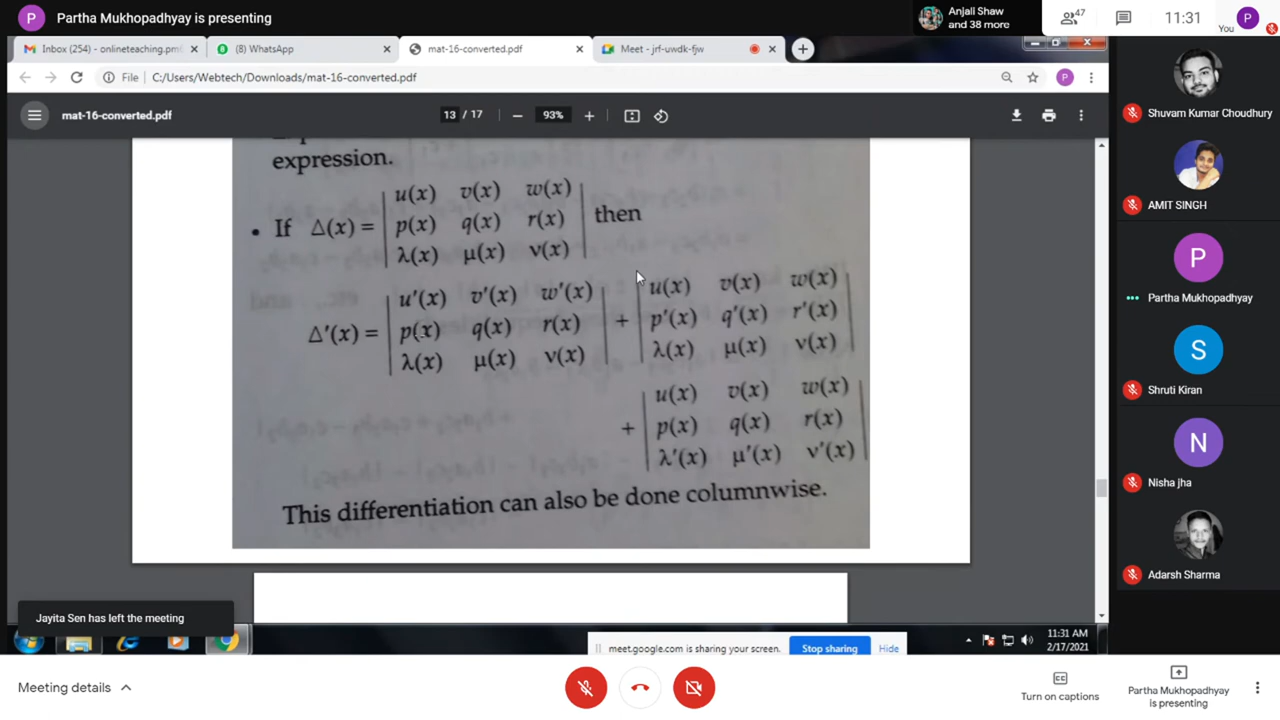 P Partha Mukhopadhyay is presenting
Anjali Shaw
and 38 more
47
11:31
You
P
Inbox (254) - onlineteaching.pm6
(8) WhatsApp
mat-16-converted.pdf
Meet - jrf-uwdk-fjw
File C:/Users/Webtech/Downloads/mat-16-converted.pdf
P
mat-16-converted.pdf
13 / 17
93%
expression.
• If Δ(x) = | u(x) v(x) w(x) |
| p(x) q(x) r(x) | then
| λ(x) μ(x) ν(x) |
Δ′(x) = | u′(x) v′(x) w′(x) | + | u(x) v(x) w(x) |
| p(x) q(x) r(x) | | p′(x) q′(x) r′(x) |
| λ(x) μ(x) ν(x) | | λ(x) μ(x) ν(x) |
+ | u(x) v(x) w(x) |
| p(x) q(x) r(x) |
| λ′(x) μ′(x) ν′(x) |
This differentiation can also be done columnwise.
Shuvam Kumar Choudhury
AMIT SINGH
P
Partha Mukhopadhyay
S
Shruti Kiran
N
Nisha jha
Adarsh Sharma
Jayita Sen has left the meeting
meet.google.com is sharing your screen.
Stop sharing
Hide
11:31 AM
2/17/2021
Meeting details
Turn on captions
Partha Mukhopadhyay
is presenting